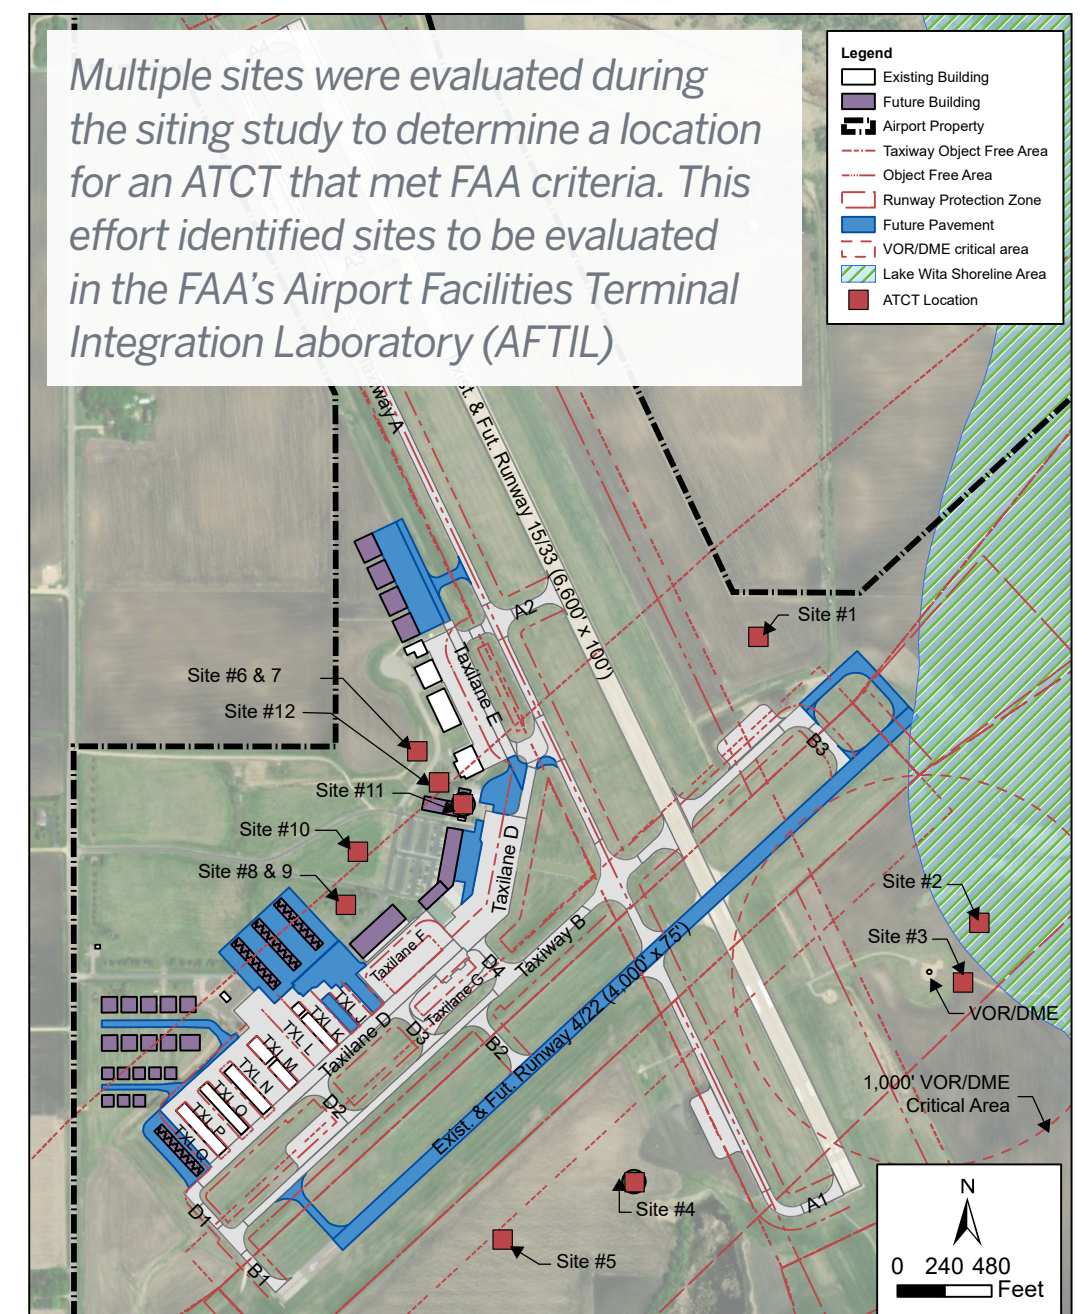 Multiple sites were evaluated during
the siting study to determine a location
for an ATCT that met FAA criteria. This
effort identified sites to be evaluated
in the FAA's Airport Facilities Terminal
Integration Laboratory (AFTIL)
Legend
Existing Building
Future Building
Airport Property
Taxiway Object Free Area
Object Free Area
Runway Protection Zone
Future Pavement
VOR/DME critical area
Lake Wita Shoreline Area
ATCT Location
A4
A3
Taxiway A
Exist. & Fut. Runway 15/33 (6,600' x 100')
A2
Site #1
Taxilane E
Site #6 & 7
Site #12
B3
Site #11
Site #10
Taxilane D
Site #8 & 9
Site #2
Taxiway B
Site #3
Taxilane F
D4
Taxilane G
VOR/DME
TXL J
TXL K
TXL L
Taxilane D
D3
B2
TXL M
TXL N
Exist. & Fut. Runway 4/22 (4,000' x 75')
1,000' VOR/DME
Critical Area
TXL O
D2
TXL P
TXL Q
Site #4
A1
D1
Site #5
B1
N
0 240 480
Feet